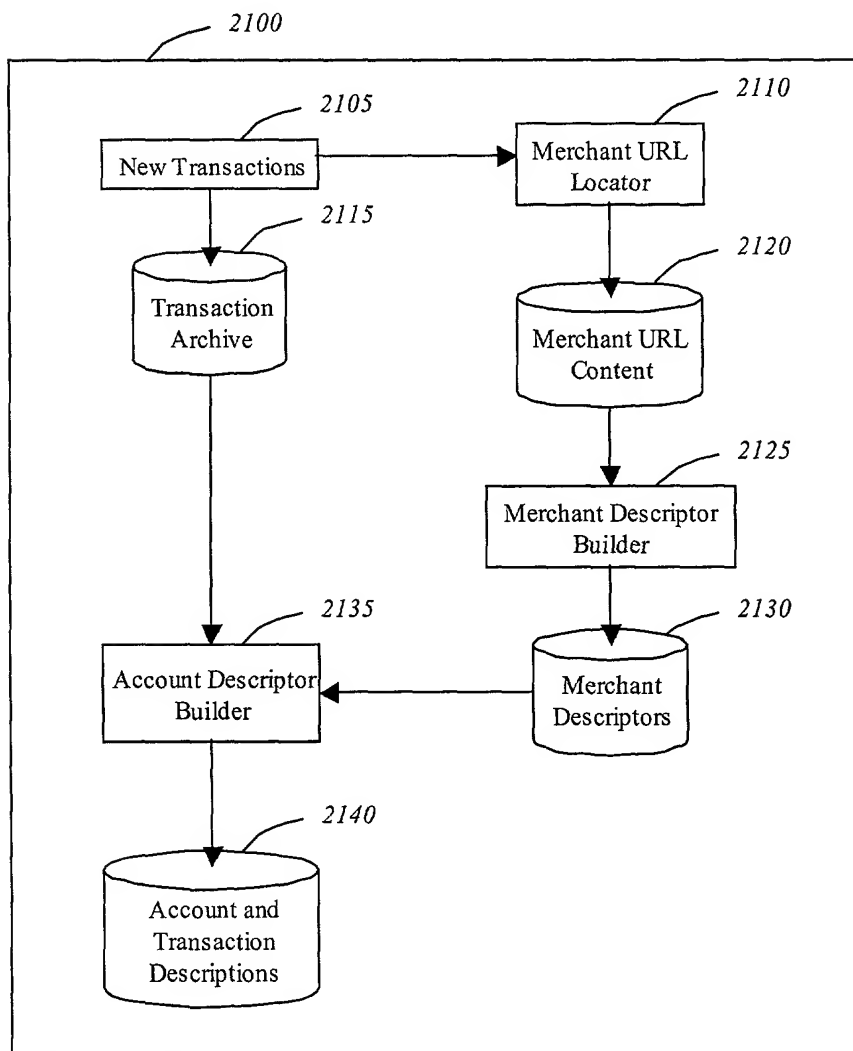 2100
2105
New Transactions
2110
Merchant URL
Locator
2115
Transaction
Archive
2120
Merchant URL
Content
2125
Merchant Descriptor
Builder
2135
Account Descriptor
Builder
2130
Merchant
Descriptors
2140
Account and
Transaction
Descriptions